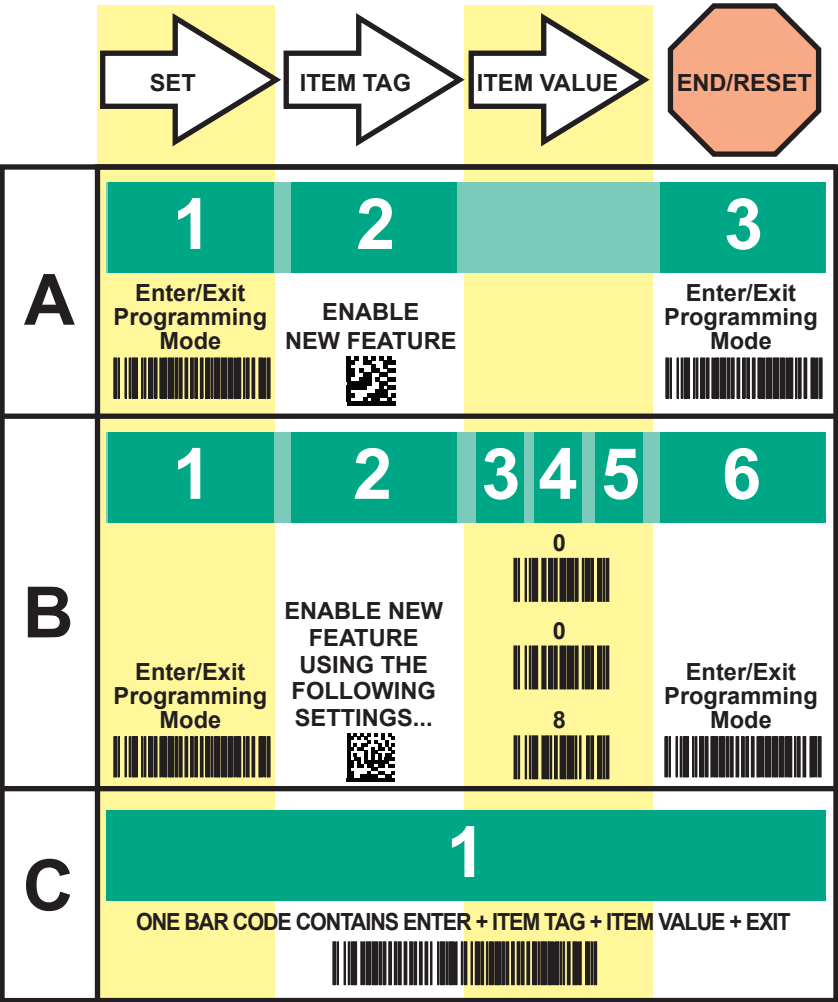 SET
ITEM TAG
ITEM VALUE
END/RESET
A
1
2
3
Enter/Exit
Programming
Mode
ENABLE
NEW FEATURE
Enter/Exit
Programming
Mode
B
1
2
3
4
5
6
Enter/Exit
Programming
Mode
ENABLE NEW
FEATURE
USING THE
FOLLOWING
SETTINGS...
0
0
8
Enter/Exit
Programming
Mode
C
1
ONE BAR CODE CONTAINS ENTER + ITEM TAG + ITEM VALUE + EXIT